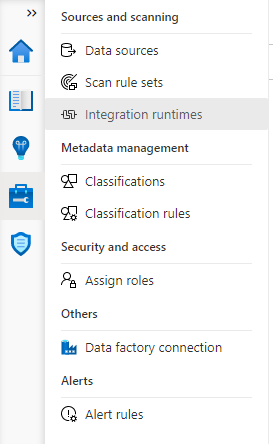 Sources and scanning
Data sources
Scan rule sets
Integration runtimes
Metadata management
Classifications
Classification rules
Security and access
Assign roles
Others
Data factory connection
Alerts
Alert rules